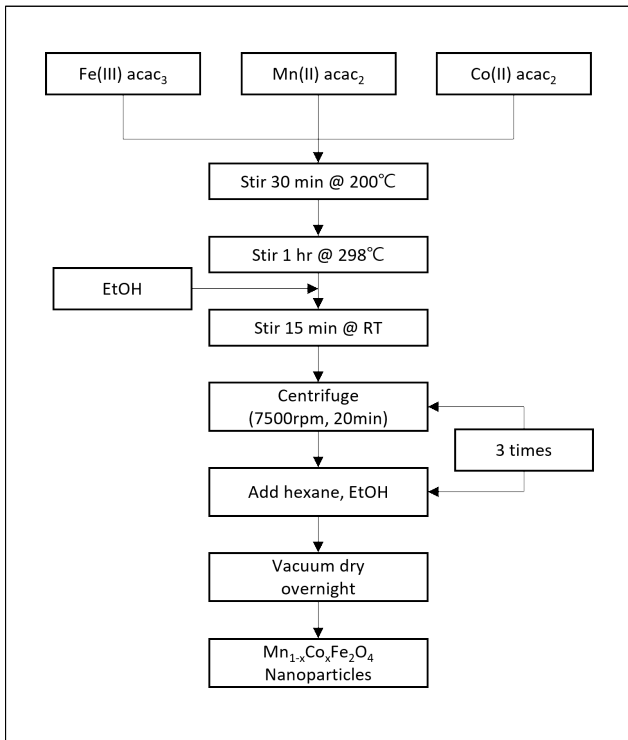 Fe(III) acac₃
Mn(II) acac₂
Co(II) acac₂
Stir 30 min @ 200℃
Stir 1 hr @ 298℃
EtOH
Stir 15 min @ RT
Centrifuge
(7500rpm, 20min)
3 times
Add hexane, EtOH
Vacuum dry
overnight
Mn₁₋ₓCoₓFe₂O₄
Nanoparticles